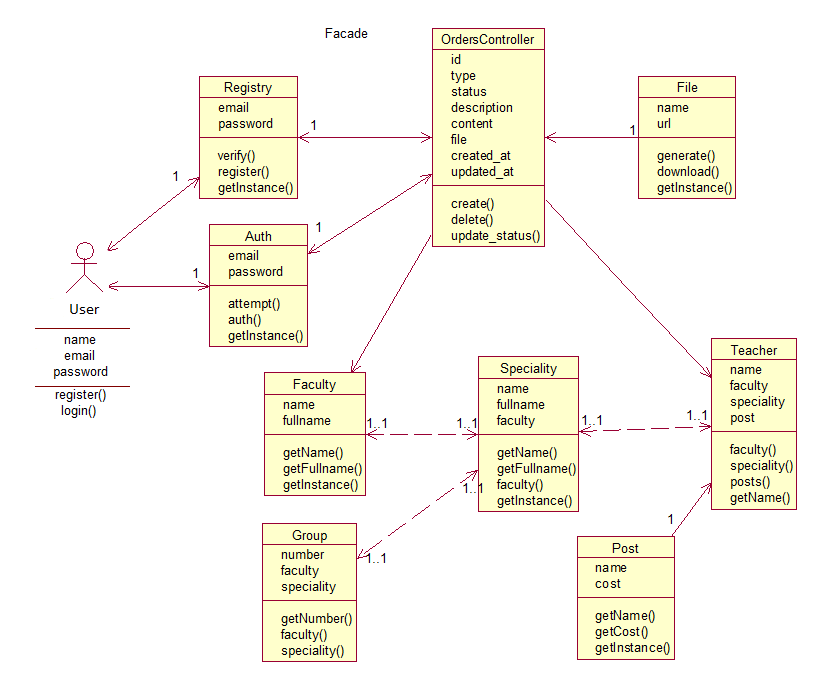 Facade
OrdersController
id
type
status
description
content
file
created_at
updated_at
create()
delete()
update_status()
Registry
email
password
verify()
register()
getInstance()
1
File
name
url
generate()
download()
getInstance()
1
1
Auth
email
password
attempt()
auth()
getInstance()
1
1
User
name
email
password
register()
login()
Faculty
name
fullname
getName()
getFullname()
getInstance()
1..1
1..1
Speciality
name
fullname
faculty
getName()
getFullname()
faculty()
getInstance()
1..1
1..1
Teacher
name
faculty
speciality
post
faculty()
speciality()
posts()
getName()
1..1
1..1
Group
number
faculty
speciality
getNumber()
faculty()
speciality()
1
Post
name
cost
getName()
getCost()
getInstance()